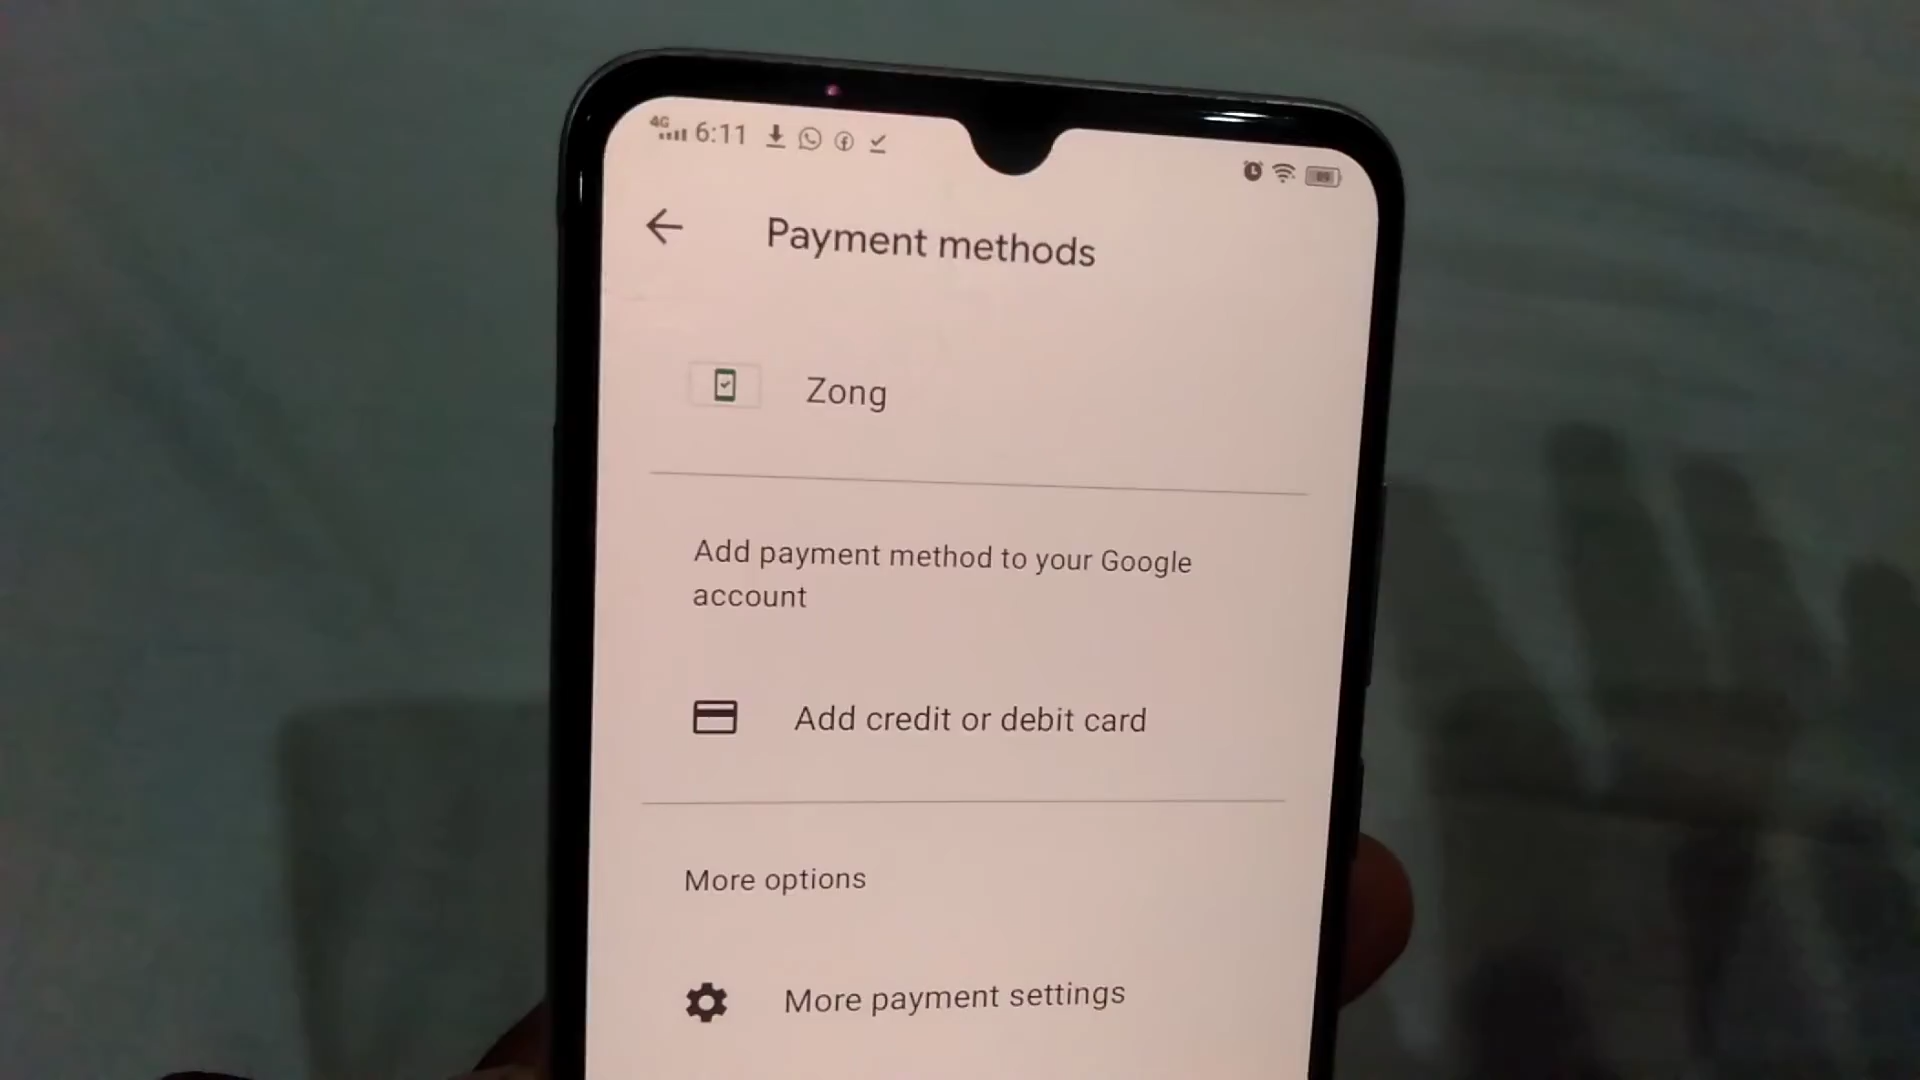 4G 6:11
Payment methods
Zong
Add payment method to your Google
account
Add credit or debit card
More options
More payment settings